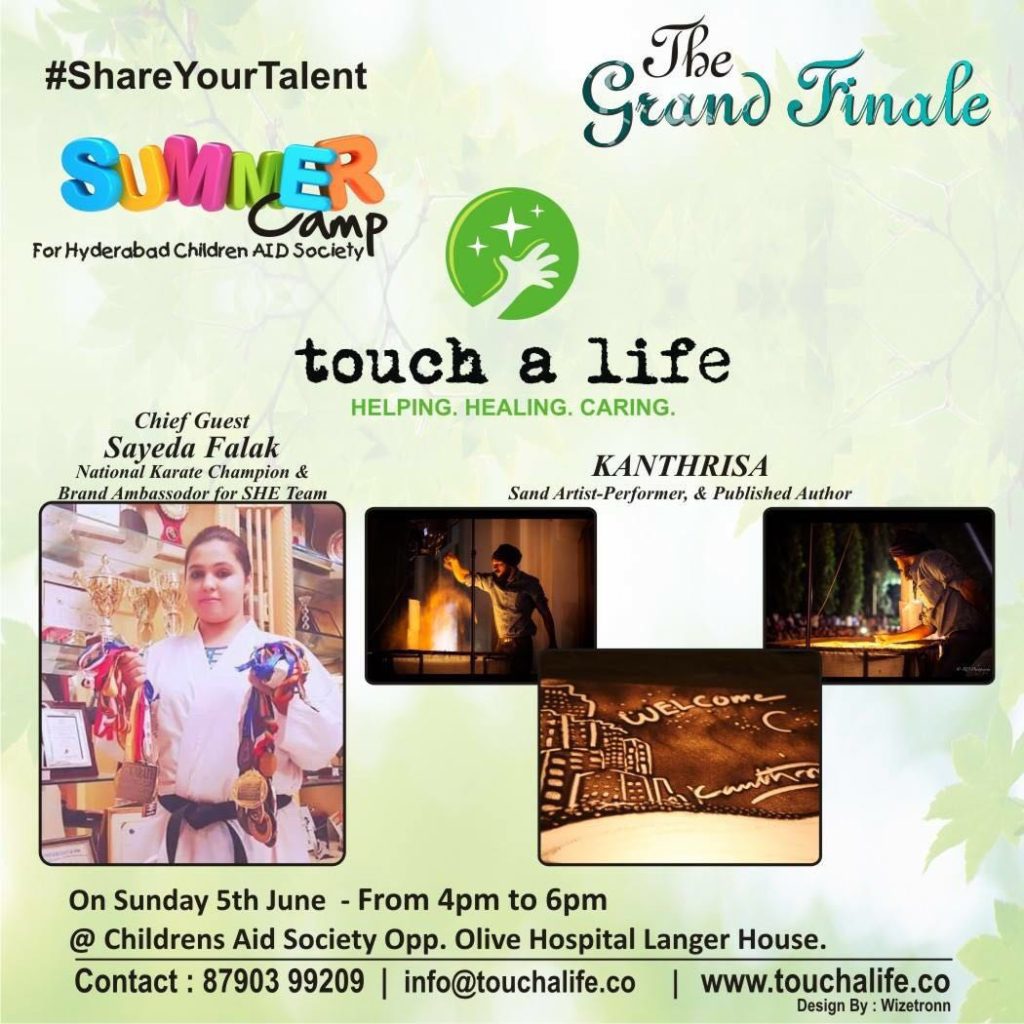 #ShareYourTalent
The
Grand Finale
SUMMER
Camp
For Hyderabad Children AID Society
touch a life
HELPING. HEALING. CARING.
Chief Guest
Sayeda Falak
National Karate Champion &
Brand Ambassodor for SHE Team
KANTHRISA
Sand Artist-Performer, & Published Author
WELCOME
On Sunday 5th June - From 4pm to 6pm
@ Childrens Aid Society Opp. Olive Hospital Langer House.
Contact : 87903 99209 | info@touchalife.co | www.touchalife.co
Design By : Wizetronn